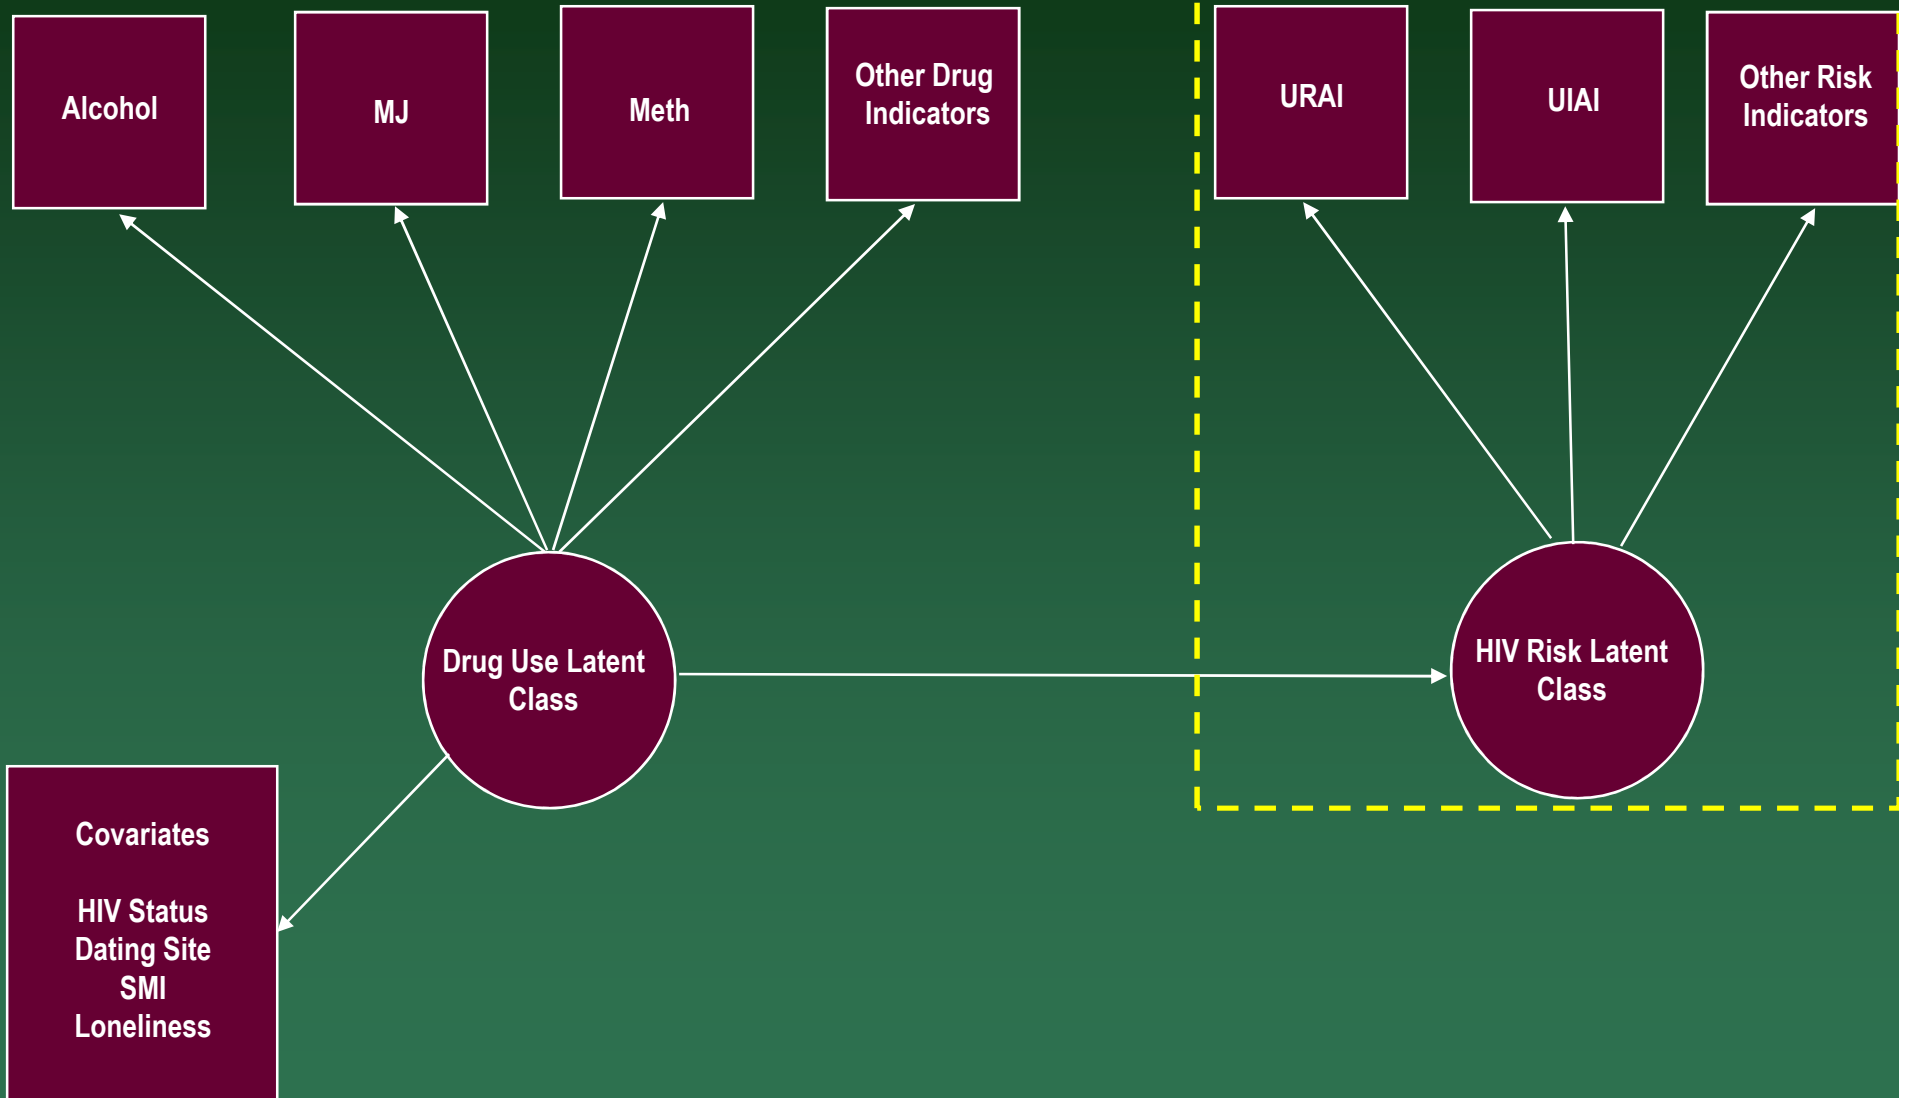 Alcohol
MJ
Meth
Other Drug
Indicators
URAI
UIAI
Other Risk
Indicators
Drug Use Latent
Class
HIV Risk Latent
Class
Covariates
HIV Status
Dating Site
SMI
Loneliness